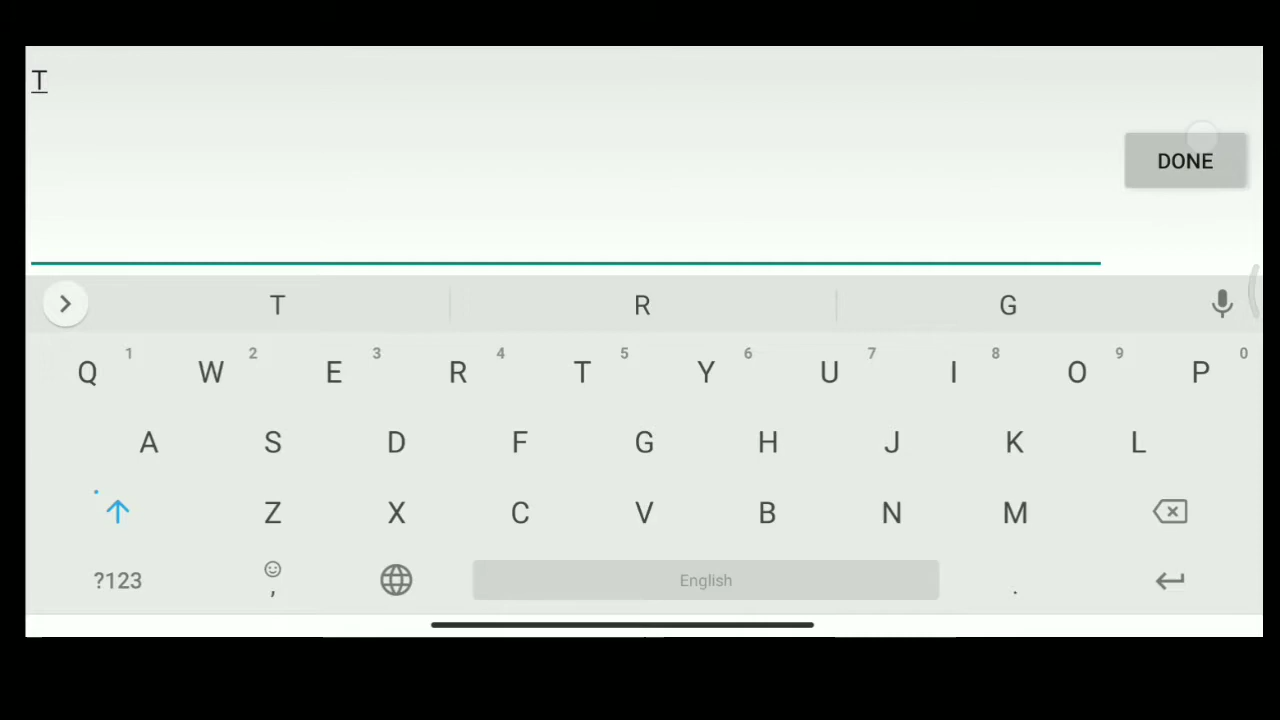 T
DONE
T R G
1 2 3 4 5 6 7 8 9 0
Q W E R T Y U I O P
A S D F G H J K L
Z X C V B N M
?123 , English .